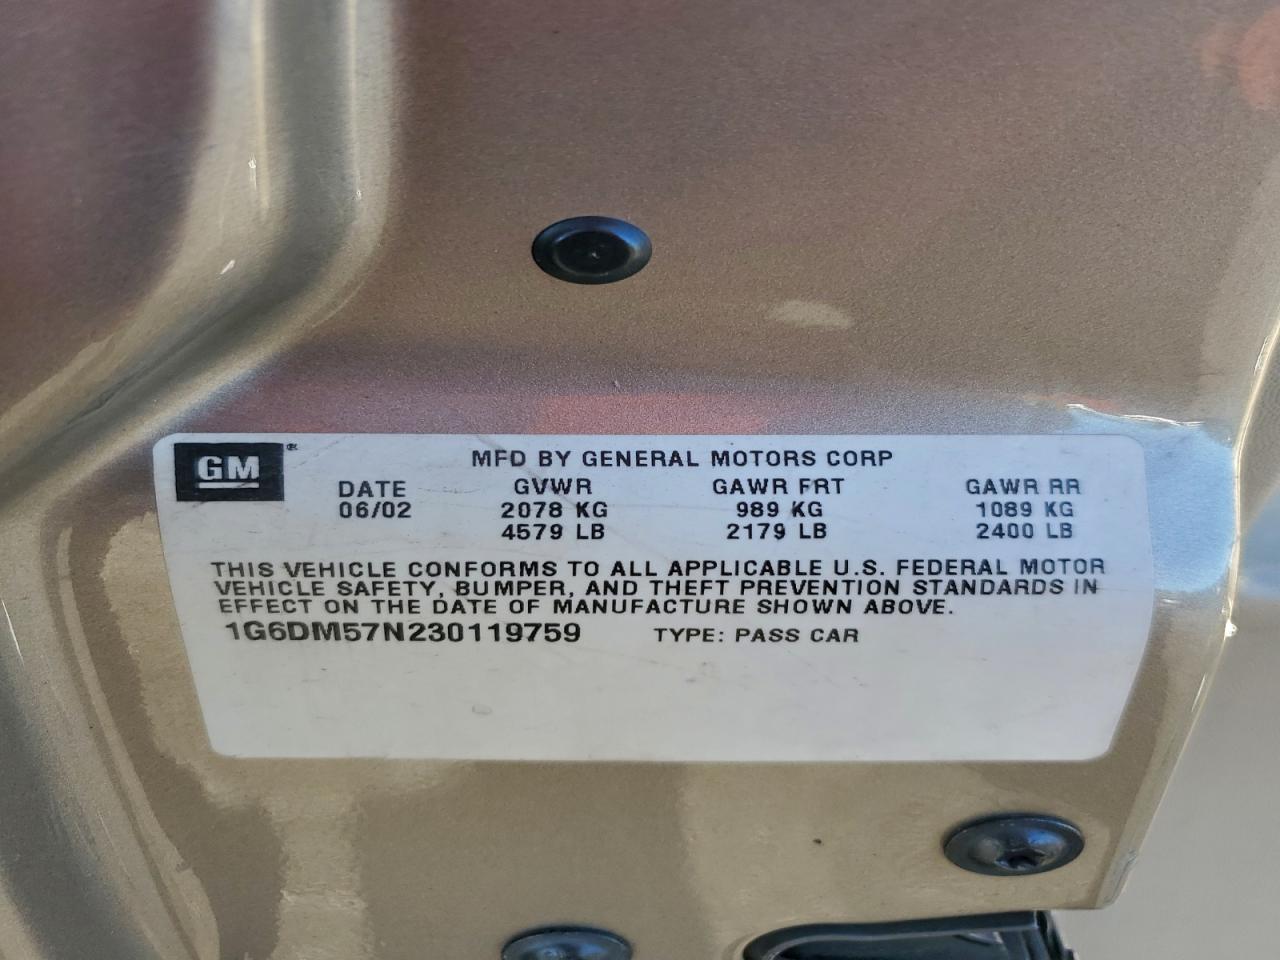 GM ®
MFD BY GENERAL MOTORS CORP
DATE GVWR GAWR FRT GAWR RR
06/02 2078 KG 989 KG 1089 KG
4579 LB 2179 LB 2400 LB
THIS VEHICLE CONFORMS TO ALL APPLICABLE U.S. FEDERAL MOTOR
VEHICLE SAFETY, BUMPER, AND THEFT PREVENTION STANDARDS IN
EFFECT ON THE DATE OF MANUFACTURE SHOWN ABOVE.
1G6DM57N230119759 TYPE: PASS CAR